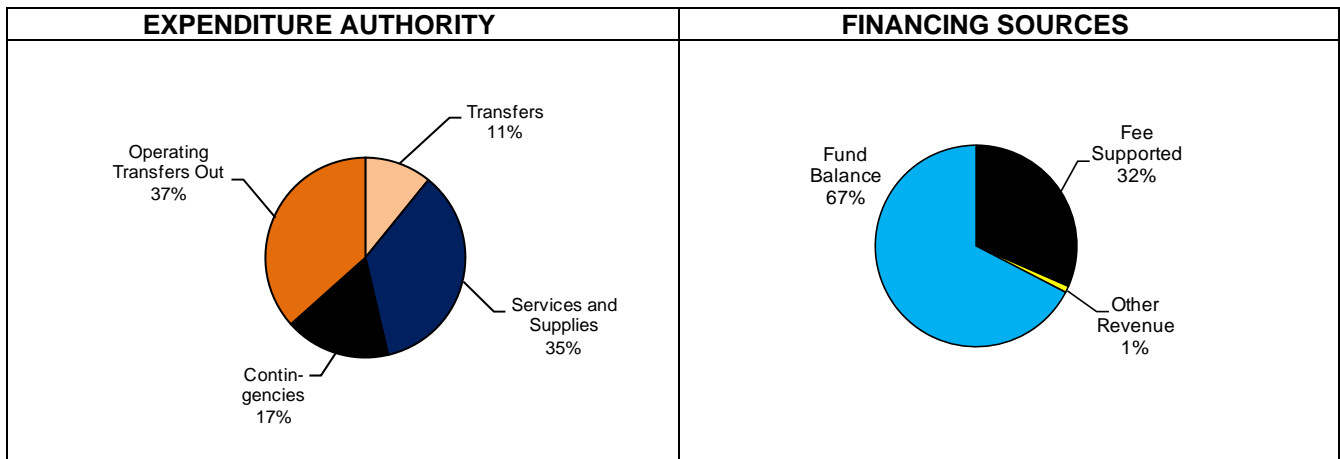 EXPENDITURE AUTHORITY
Transfers
11%
Operating
Transfers Out
37%
Services and
Supplies
35%
Contin-
gencies
17%
FINANCING SOURCES
Fee
Supported
32%
Fund
Balance
67%
Other
Revenue
1%